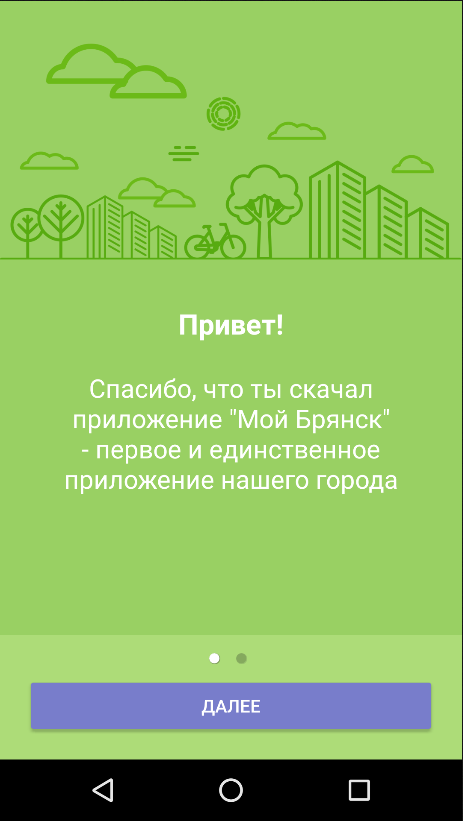 Привет!
Спасибо, что ты скачал
приложение "Мой Брянск"
- первое и единственное
приложение нашего города
ДАЛЕЕ